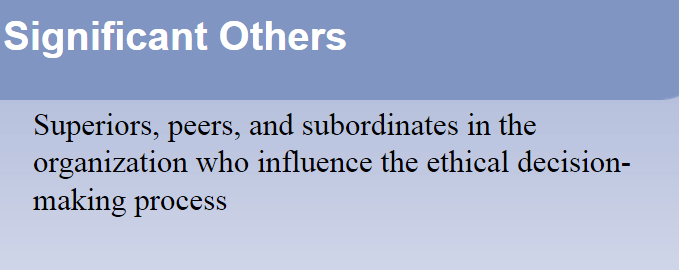 Significant Others
Superiors, peers, and subordinates in the
organization who influence the ethical decision-
making process